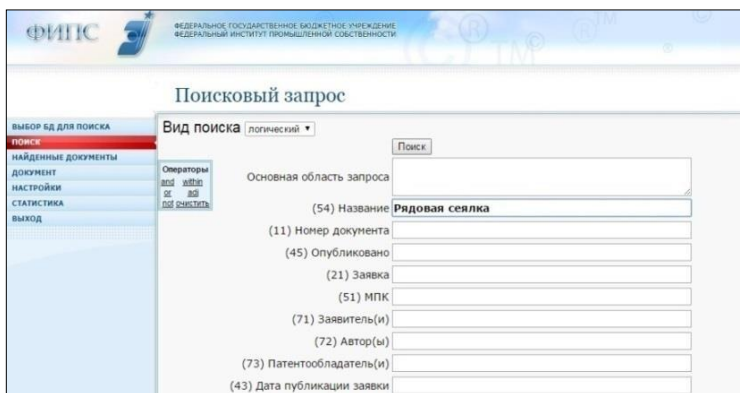 ФИПС
ФЕДЕРАЛЬНОЕ ГОСУДАРСТВЕННОЕ БЮДЖЕТНОЕ УЧРЕЖДЕНИЕ
ФЕДЕРАЛЬНЫЙ ИНСТИТУТ ПРОМЫШЛЕННОЙ СОБСТВЕННОСТИ
Поисковый запрос
ВЫБОР БД ДЛЯ ПОИСКА
ПОИСК
НАЙДЕННЫЕ ДОКУМЕНТЫ
ДОКУМЕНТ
НАСТРОЙКИ
СТАТИСТИКА
ВЫХОД
Вид поиска логический
Поиск
Операторы
and within
or adj
not очистить
Основная область запроса
(54) Название Рядовая сеялка
(11) Номер документа
(45) Опубликовано
(21) Заявка
(51) МПК
(71) Заявитель(и)
(72) Автор(ы)
(73) Патентообладатель(и)
(43) Дата публикации заявки